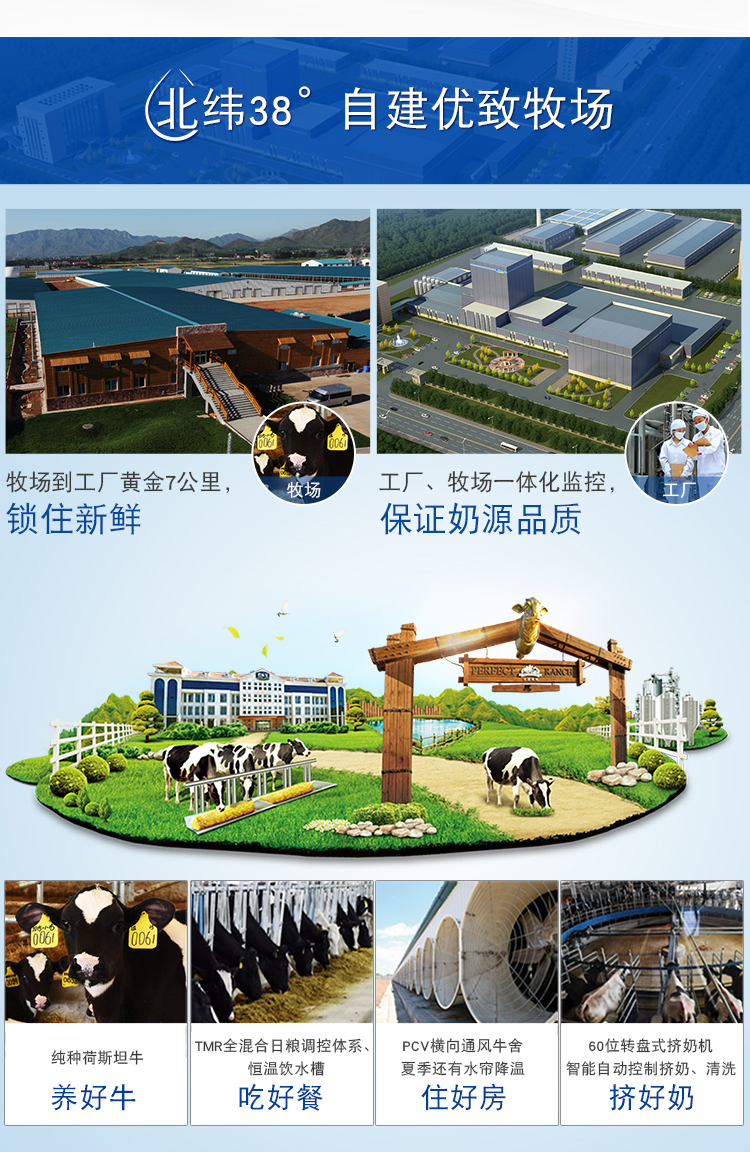 北纬38°自建优致牧场
0061
0061
牧场
工厂
牧场到工厂黄金7公里，
锁住新鲜
工厂、牧场一体化监控，
保证奶源品质
PERFECT RANCH
0061
0061
纯种荷斯坦牛
养好牛
TMR全混合日粮调控体系、
恒温饮水槽
吃好餐
PCV横向通风牛舍
夏季还有水帘降温
住好房
60位转盘式挤奶机
智能自动控制挤奶、清洗
挤好奶